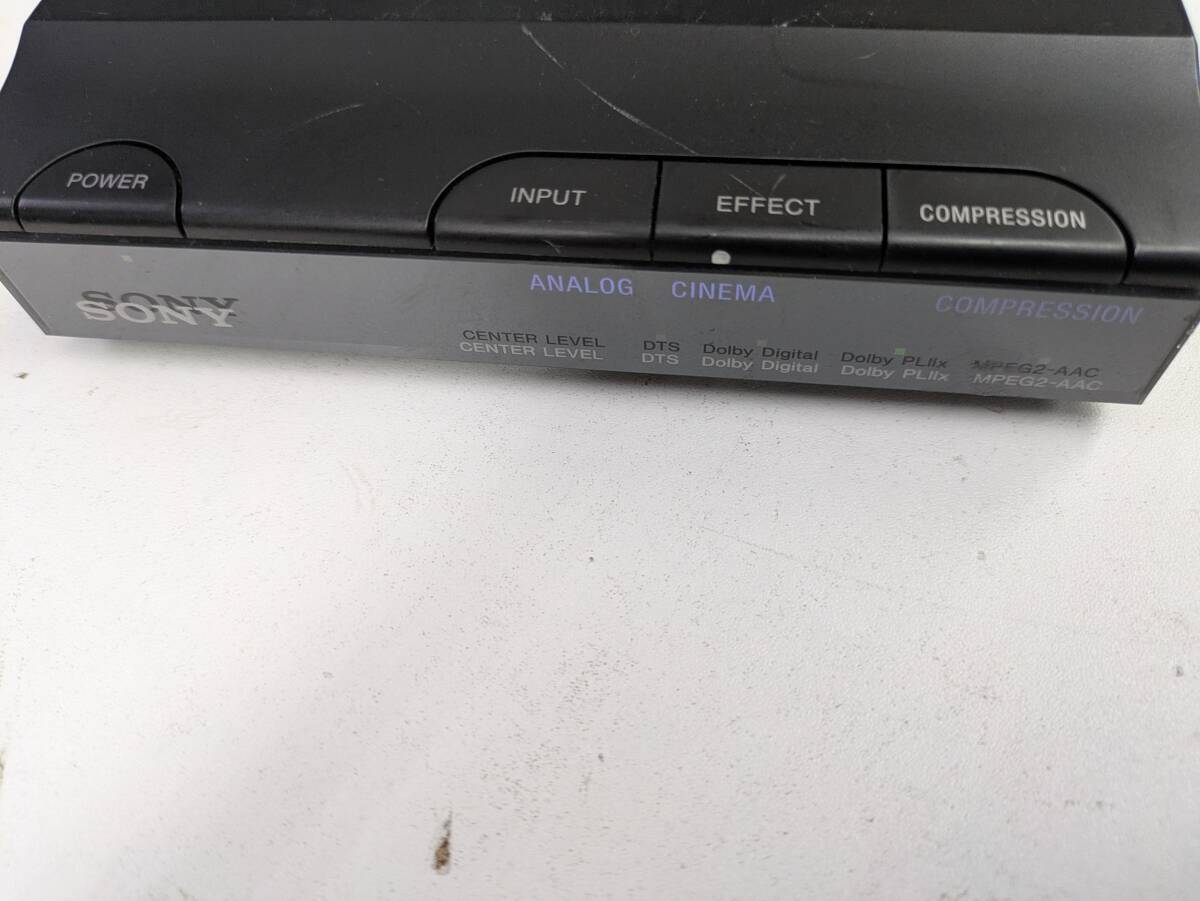 POWER
INPUT
EFFECT
COMPRESSION
ANALOG CINEMA COMPRESSION
SONY
CENTER LEVEL DTS Dolby Digital Dolby PLIIx MPEG2-AAC